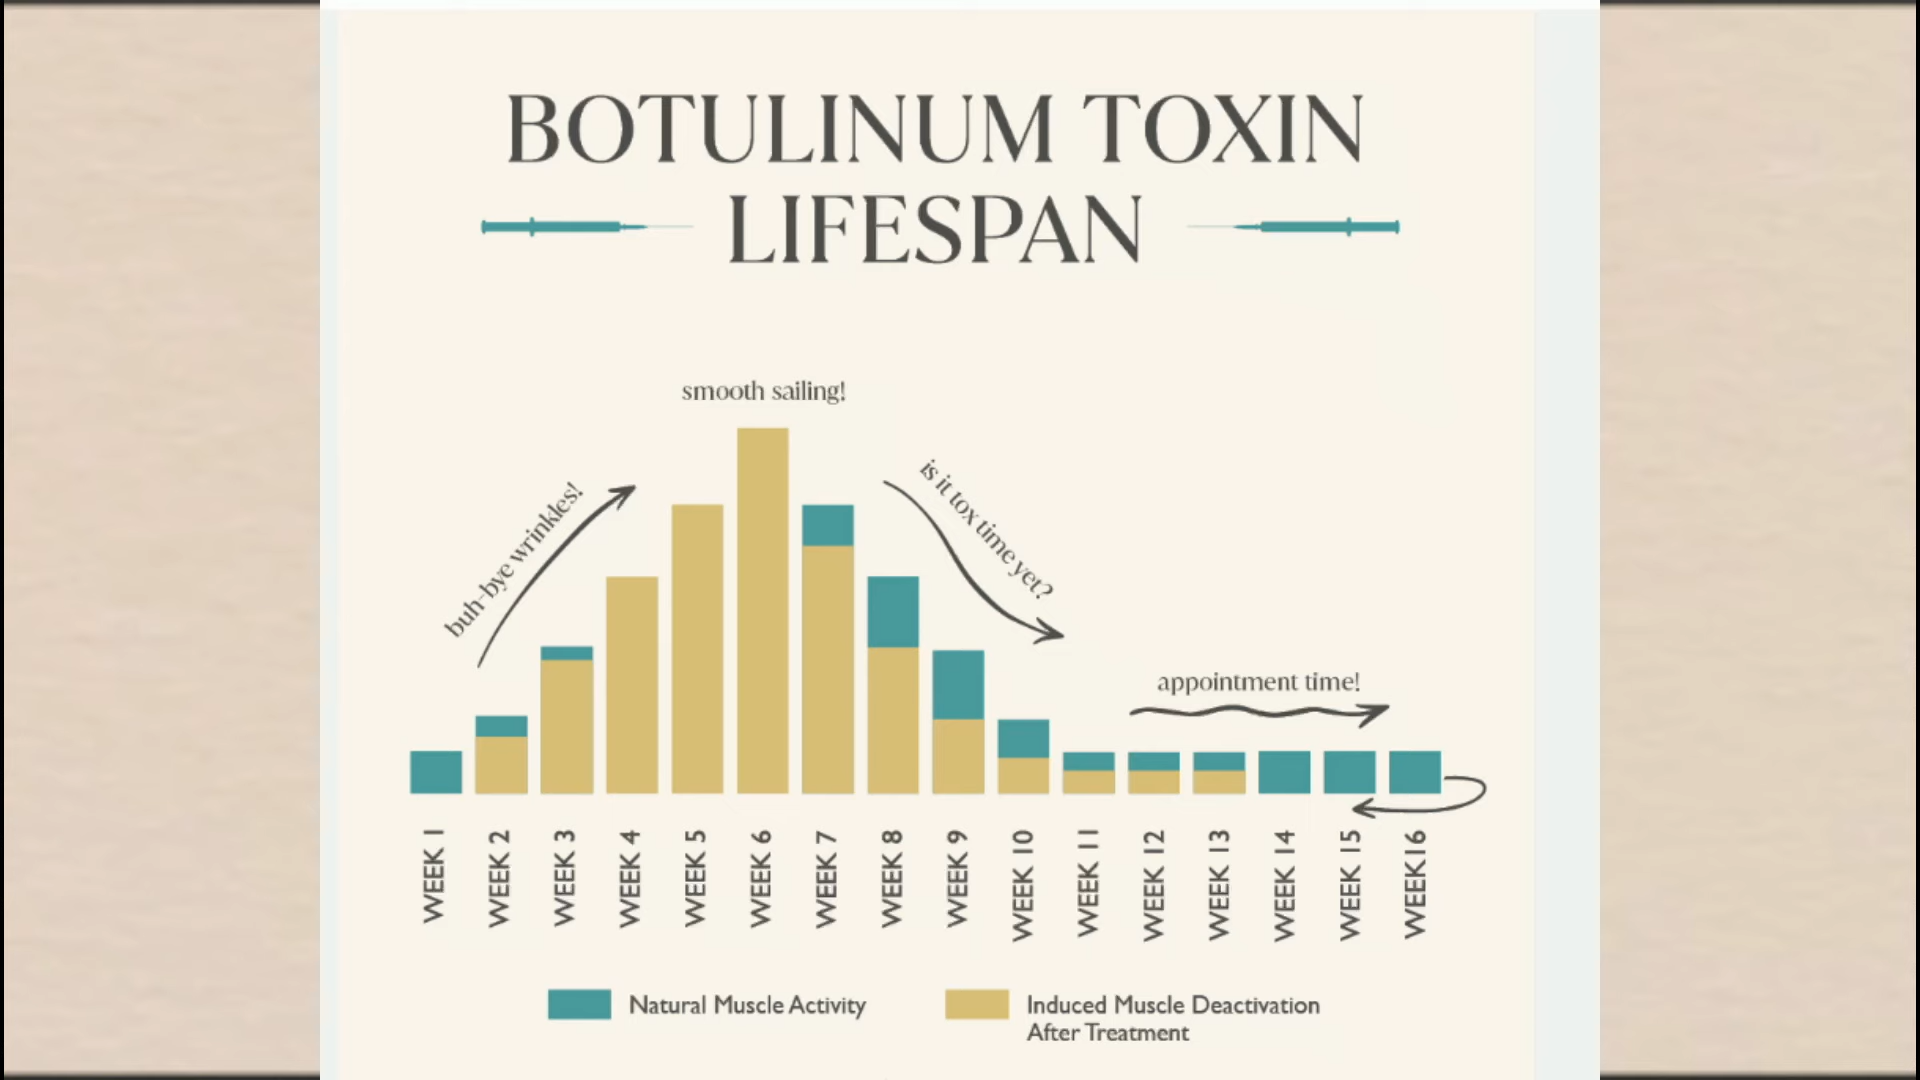 BOTULINUM TOXIN
LIFESPAN
smooth sailing!
buh-bye wrinkles!
is it tox time yet?
appointment time!
WEEK 1
WEEK 2
WEEK 3
WEEK 4
WEEK 5
WEEK 6
WEEK 7
WEEK 8
WEEK 9
WEEK 10
WEEK 11
WEEK 12
WEEK 13
WEEK 14
WEEK 15
WEEK16
Natural Muscle Activity
Induced Muscle Deactivation
After Treatment